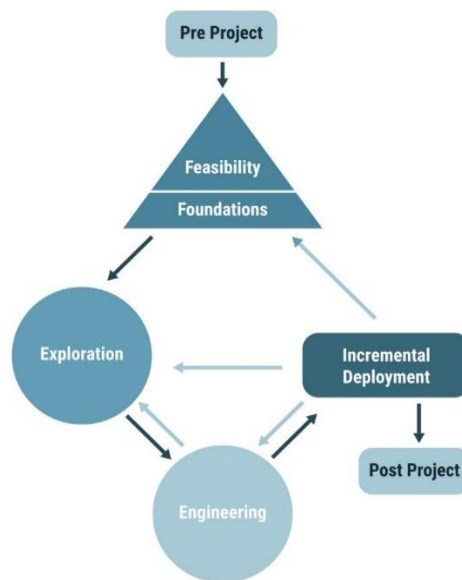 Pre Project
Feasibility
Foundations
Exploration
Incremental
Deployment
Post Project
Engineering